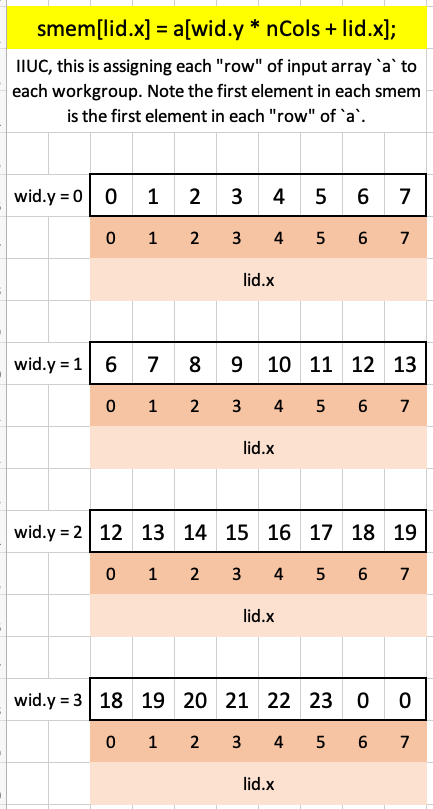 smem[lid.x] = a[wid.y * nCols + lid.x];
IIUC, this is assigning each "row" of input array `a` to
each workgroup. Note the first element in each smem
is the first element in each "row" of `a`.
wid.y = 0 0 1 2 3 4 5 6 7
0 1 2 3 4 5 6 7
lid.x
wid.y = 1 6 7 8 9 10 11 12 13
0 1 2 3 4 5 6 7
lid.x
wid.y = 2 12 13 14 15 16 17 18 19
0 1 2 3 4 5 6 7
lid.x
wid.y = 3 18 19 20 21 22 23 0 0
0 1 2 3 4 5 6 7
lid.x